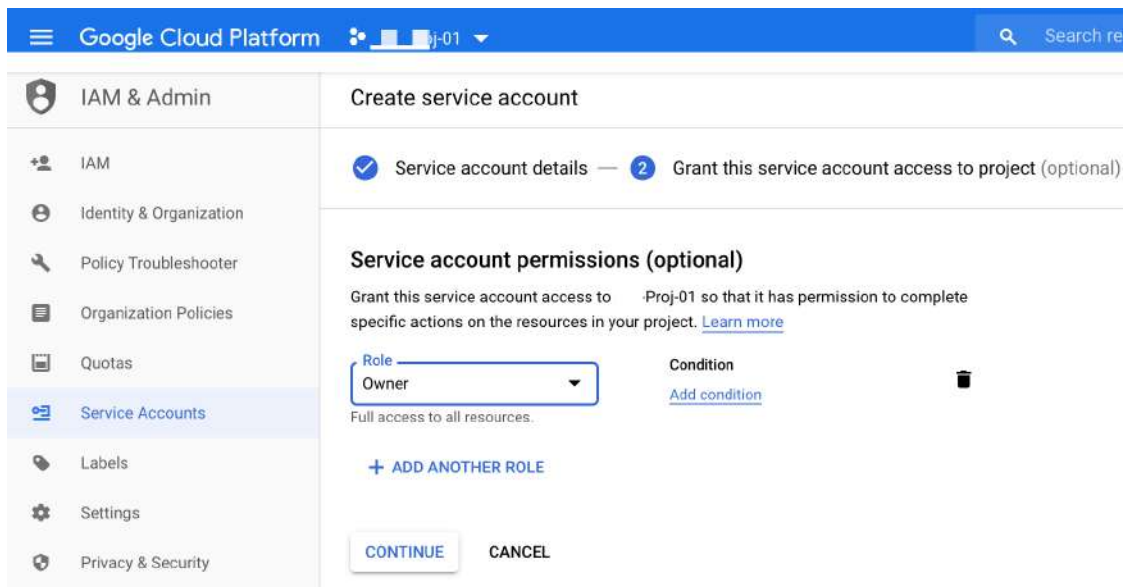 Google Cloud Platform j-01 Search re
IAM & Admin
IAM
Identity & Organization
Policy Troubleshooter
Organization Policies
Quotas
Service Accounts
Labels
Settings
Privacy & Security
Create service account
Service account details — 2 Grant this service account access to project (optional)
Service account permissions (optional)
Grant this service account access to -Proj-01 so that it has permission to complete
specific actions on the resources in your project. Learn more
Role
Owner
Full access to all resources.
Condition
Add condition
+ ADD ANOTHER ROLE
CONTINUE CANCEL